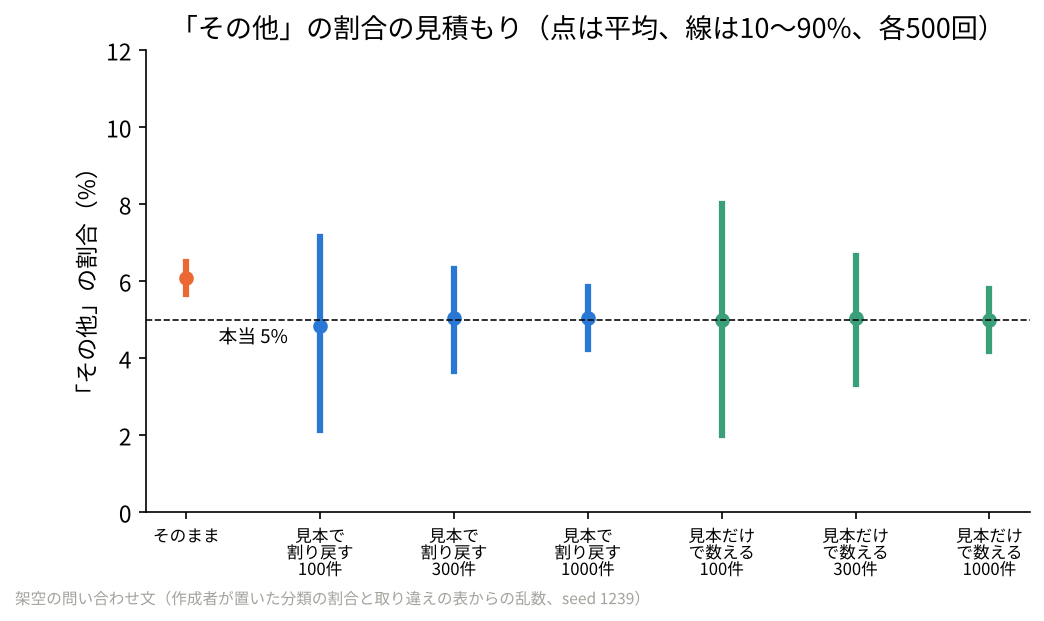 「その他」の割合の見積もり（点は平均、線は10〜90%、各500回）
「その他」の割合（%）
12
10
8
6
4
2
0
本当 5%
そのまま
見本で
割り戻す
100件
見本で
割り戻す
300件
見本で
割り戻す
1000件
見本だけ
で数える
100件
見本だけ
で数える
300件
見本だけ
で数える
1000件
架空の問い合わせ文（作成者が置いた分類の割合と取り違えの表からの乱数、seed 1239）